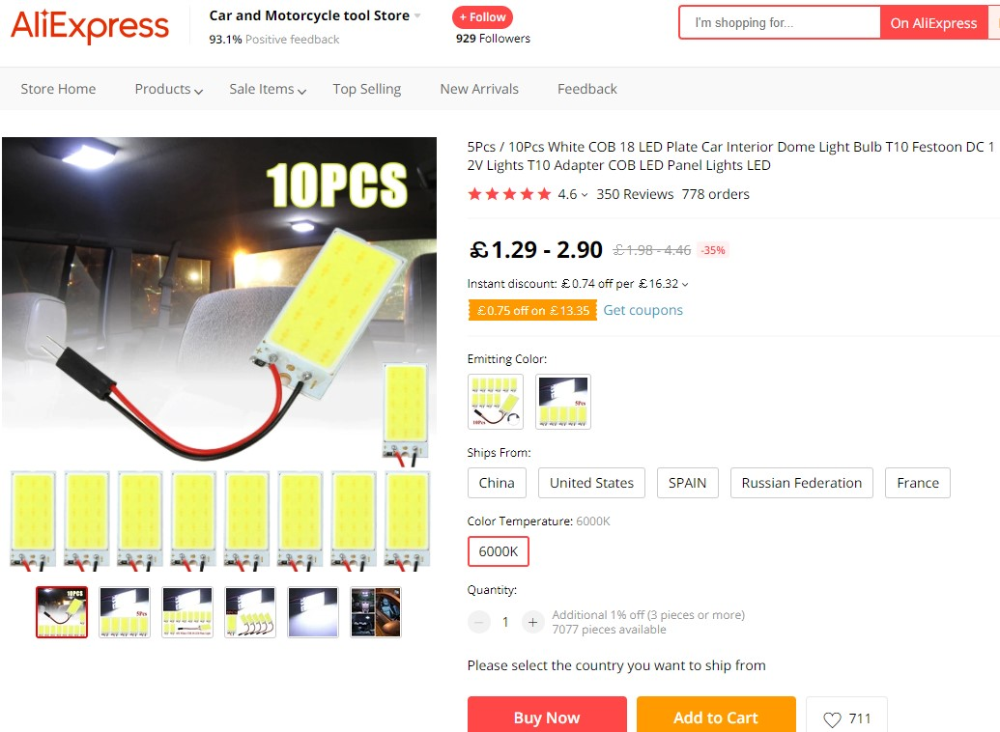 AliExpress
Car and Motorcycle tool Store
93.1% Positive feedback
+ Follow
929 Followers
I'm shopping for...
On AliExpress
Store Home
Products
Sale Items
Top Selling
New Arrivals
Feedback
10PCS
5Pcs / 10Pcs White COB 18 LED Plate Car Interior Dome Light Bulb T10 Festoon DC 1
2V Lights T10 Adapter COB LED Panel Lights LED
4.6 350 Reviews 778 orders
£1.29 - 2.90 £1.98 - 4.46 -35%
Instant discount: £0.74 off per £16.32
£0.75 off on £13.35 Get coupons
Emitting Color:
10Pcs
5Pcs
Ships From:
China
United States
SPAIN
Russian Federation
France
Color Temperature: 6000K
6000K
Quantity:
1
Additional 1% off (3 pieces or more)
7077 pieces available
Please select the country you want to ship from
Buy Now
Add to Cart
711
10PCS
5Pcs